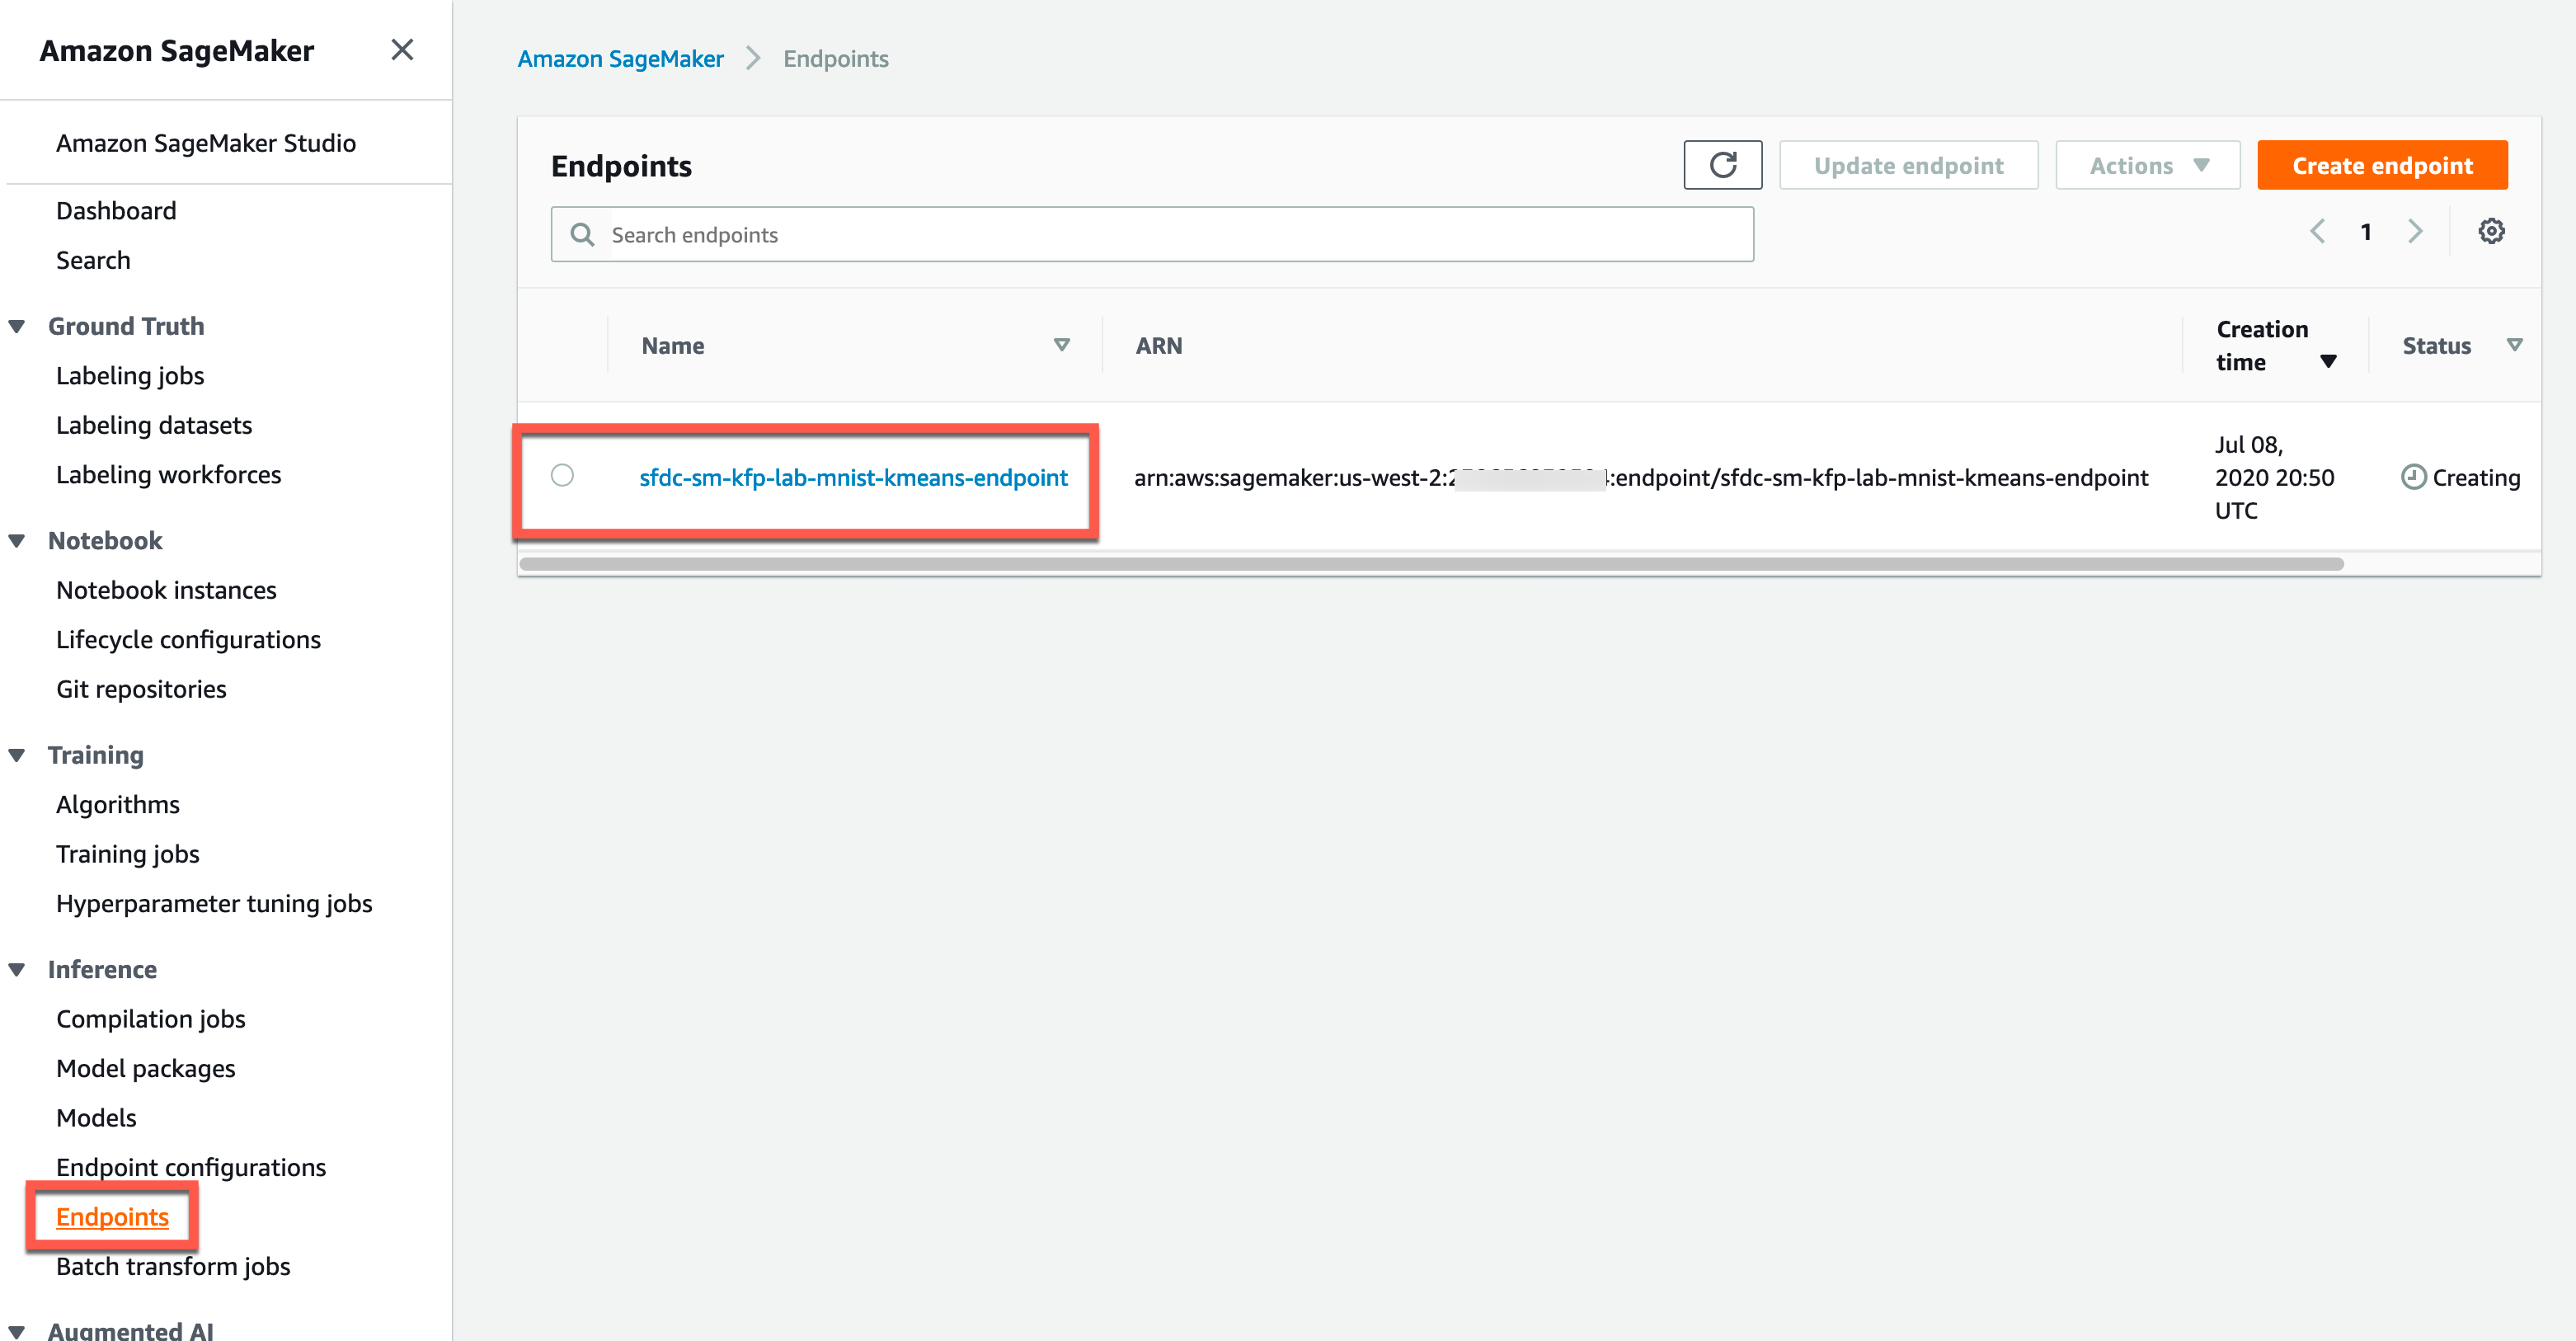 Amazon SageMaker
Amazon SageMaker Studio
Dashboard
Search
Ground Truth
Labeling jobs
Labeling datasets
Labeling workforces
Notebook
Notebook instances
Lifecycle configurations
Git repositories
Training
Algorithms
Training jobs
Hyperparameter tuning jobs
Inference
Compilation jobs
Model packages
Models
Endpoint configurations
Endpoints
Batch transform jobs
Augmented AI
Amazon SageMaker > Endpoints
Endpoints
Update endpoint
Actions
Create endpoint
Search endpoints
1
Name
ARN
Creation
time
Status
sfdc-sm-kfp-lab-mnist-kmeans-endpoint
arn:aws:sagemaker:us-west-2: :endpoint/sfdc-sm-kfp-lab-mnist-kmeans-endpoint
Jul 08,
2020 20:50
UTC
Creating